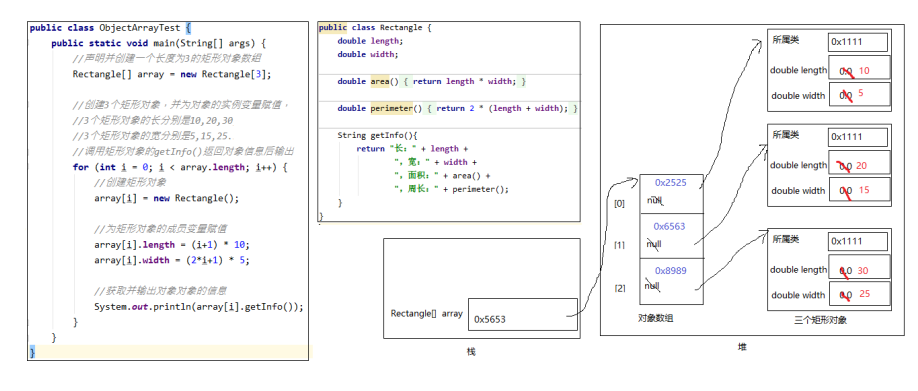 public class ObjectArrayTest {
public static void main(String[] args) {
//声明并创建一个长度为3的矩形对象数组
Rectangle[] array = new Rectangle[3];
//创建3个矩形对象，并为对象的实例变量赋值，
//3个矩形对象的长分别是10,20,30
//3个矩形对象的宽分别是5,15,25.
//调用矩形对象的getInfo()返回对象信息后输出
for (int i = 0; i < array.length; i++) {
//创建矩形对象
array[i] = new Rectangle();
//为矩形对象的成员变量赋值
array[i].length = (i+1) * 10;
array[i].width = (2*i+1) * 5;
//获取并输出对象对象的信息
System.out.println(array[i].getInfo());
}
}
}
public class Rectangle {
double length;
double width;
double area() { return length * width; }
double perimeter() { return 2 * (length + width); }
String getInfo(){
return "长：" + length +
"，宽：" + width +
"，面积：" + area() +
"，周长：" + perimeter();
}
}
Rectangle[] array
0x5653
栈
[0]
0x2525
null
[1]
0x6563
null
[2]
0x8989
null
对象数组
所属类
0x1111
double length
0.0 10
double width
0.0 5
所属类
0x1111
double length
0.0 20
double width
0.0 15
所属类
0x1111
double length
0.0 30
double width
0.0 25
三个矩形对象
堆